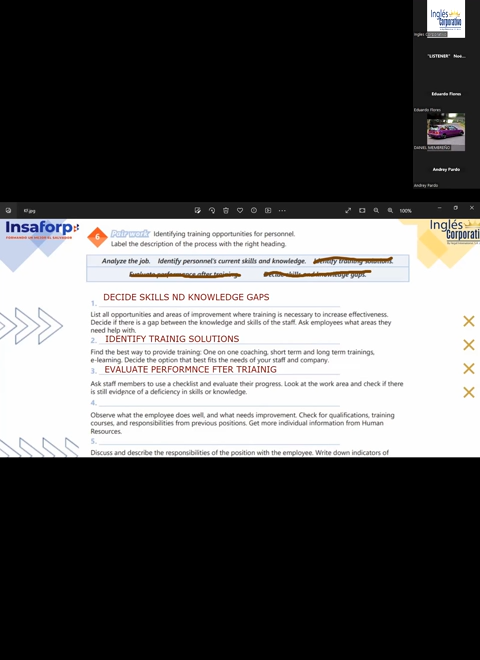 Inglés
Corporativo
Inglés Corporativo
"LISTENER" Noe...
Eduardo Flores
Eduardo Flores
Andrey Pardo
Andrey Pardo
67.jpg
100%
Insaforp
Inglés
Corporati
6 Pair work Identifying training opportunities for personnel.
Label the description of the process with the right heading.
Analyze the job. Identify personnel's current skills and knowledge. Identify training solutions.
Evaluate performance after training. Decide skills and knowledge gaps.
DECIDE SKILLS ND KNOWLEDGE GAPS
1.
List all opportunities and areas of improvement where training is necessary to increase effectiveness.
Decide if there is a gap between the knowledge and skills of the staff. Ask employees what areas they
need help with.
IDENTIFY TRAINIG SOLUTIONS
2.
Find the best way to provide training: One on one coaching, short term and long term trainings,
e-learning. Decide the option that best fits the needs of your staff and company.
EVALUATE PERFORMNCE FTER TRIAINIG
3.
Ask staff members to use a checklist and evaluate their progress. Look at the work area and check if there
is still evidence of a deficiency in skills or knowledge.
4.
Observe what the employee does well, and what needs improvement. Check for qualifications, training
courses, and responsibilities from previous positions. Get more individual information from Human
Resources.
5.
Discuss and describe the responsibilities of the position with the employee. Write down indicators of